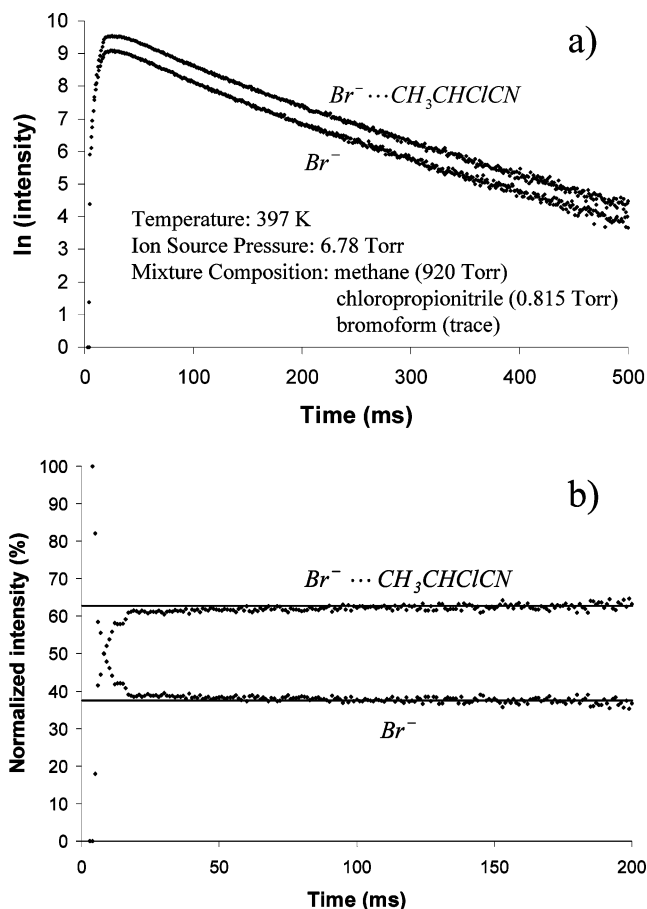 a)
ln (intensity)
10
9
8
7
6
5
4
3
2
1
0
Br⁻ ⋯ CH₃CHClCN
Br⁻
Temperature: 397 K
Ion Source Pressure: 6.78 Torr
Mixture Composition: methane (920 Torr)
chloropropionitrile (0.815 Torr)
bromoform (trace)
0 100 200 300 400 500
Time (ms)
b)
Normalized intensity (%)
100
90
80
70
60
50
40
30
20
10
0
Br⁻ ⋯ CH₃CHClCN
Br⁻
0 50 100 150 200
Time (ms)